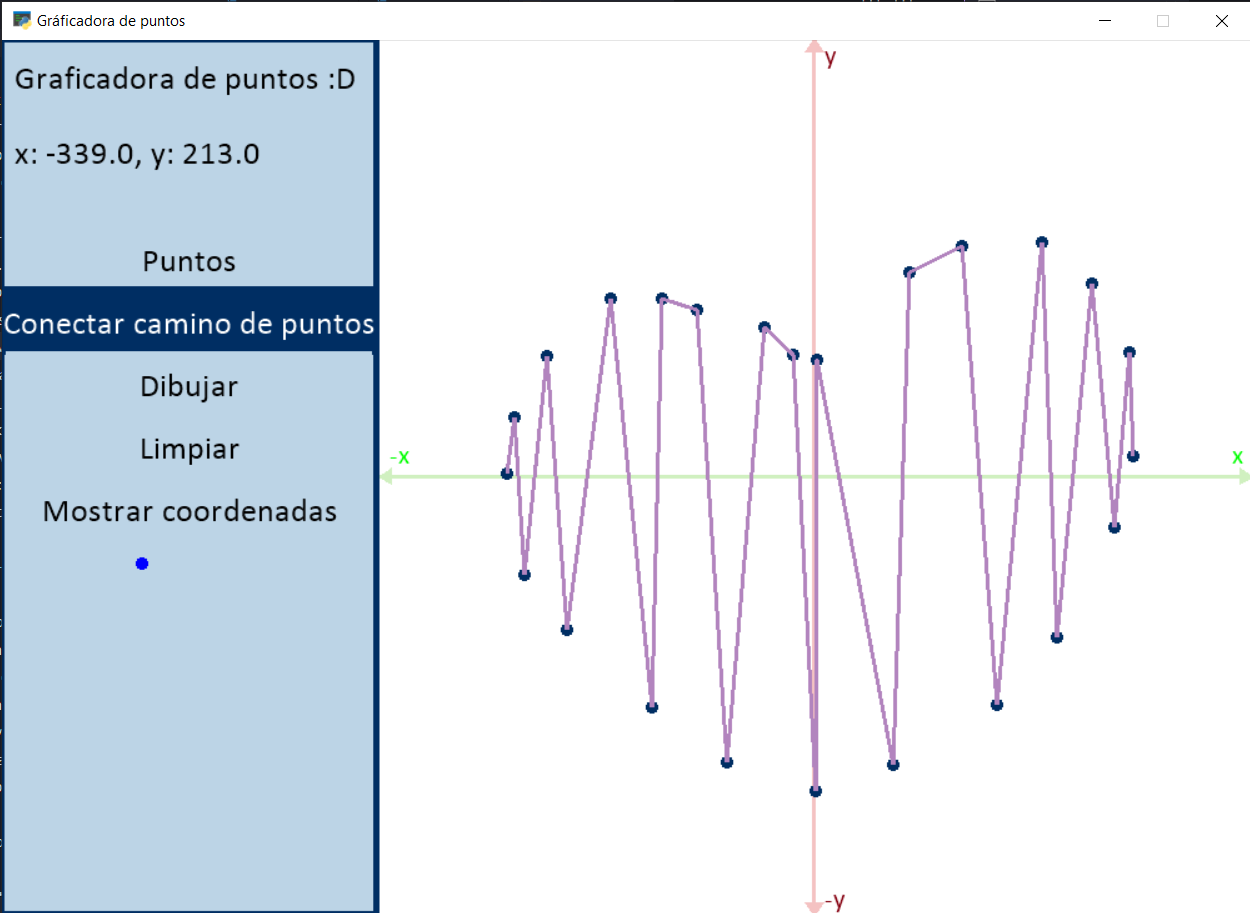 Gráficadora de puntos
Graficadora de puntos :D
x: -339.0, y: 213.0
Puntos
Conectar camino de puntos
Dibujar
Limpiar
Mostrar coordenadas
y
-x
x
-y